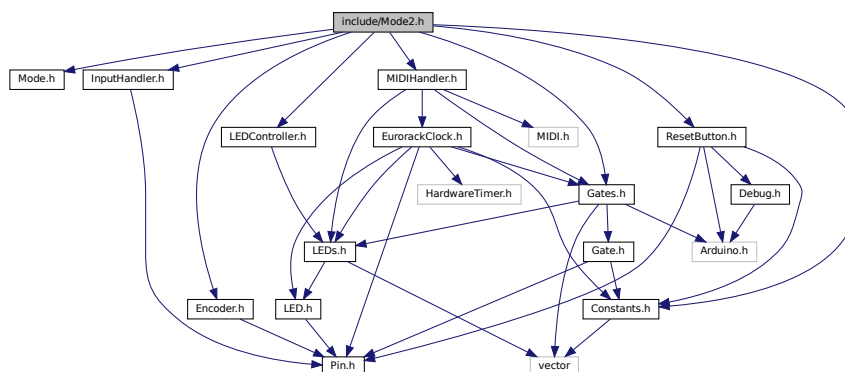 include/Mode2.h
Mode.h
InputHandler.h
MIDIHandler.h
LEDController.h
EurorackClock.h
MIDI.h
ResetButton.h
HardwareTimer.h
Gates.h
Debug.h
LEDs.h
Gate.h
Arduino.h
Encoder.h
LED.h
Constants.h
Pin.h
vector